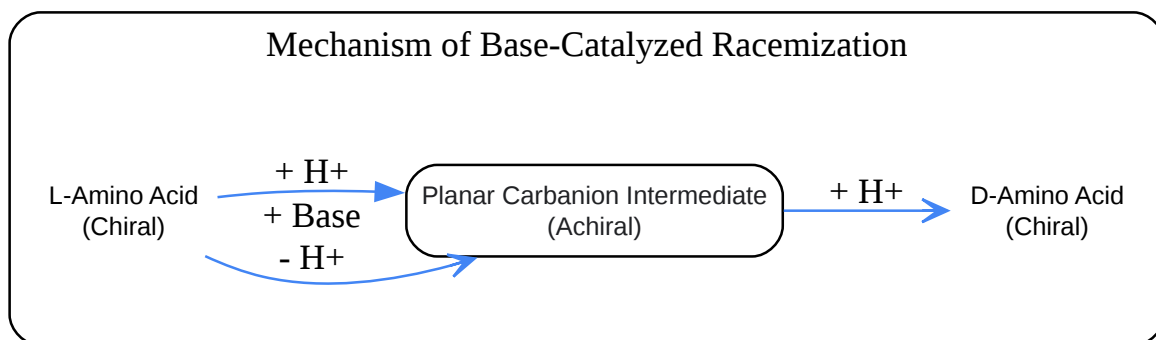 Mechanism of Base-Catalyzed Racemization
L-Amino Acid
(Chiral)
+ H+
+ Base
- H+
Planar Carbanion Intermediate
(Achiral)
+ H+
D-Amino Acid
(Chiral)